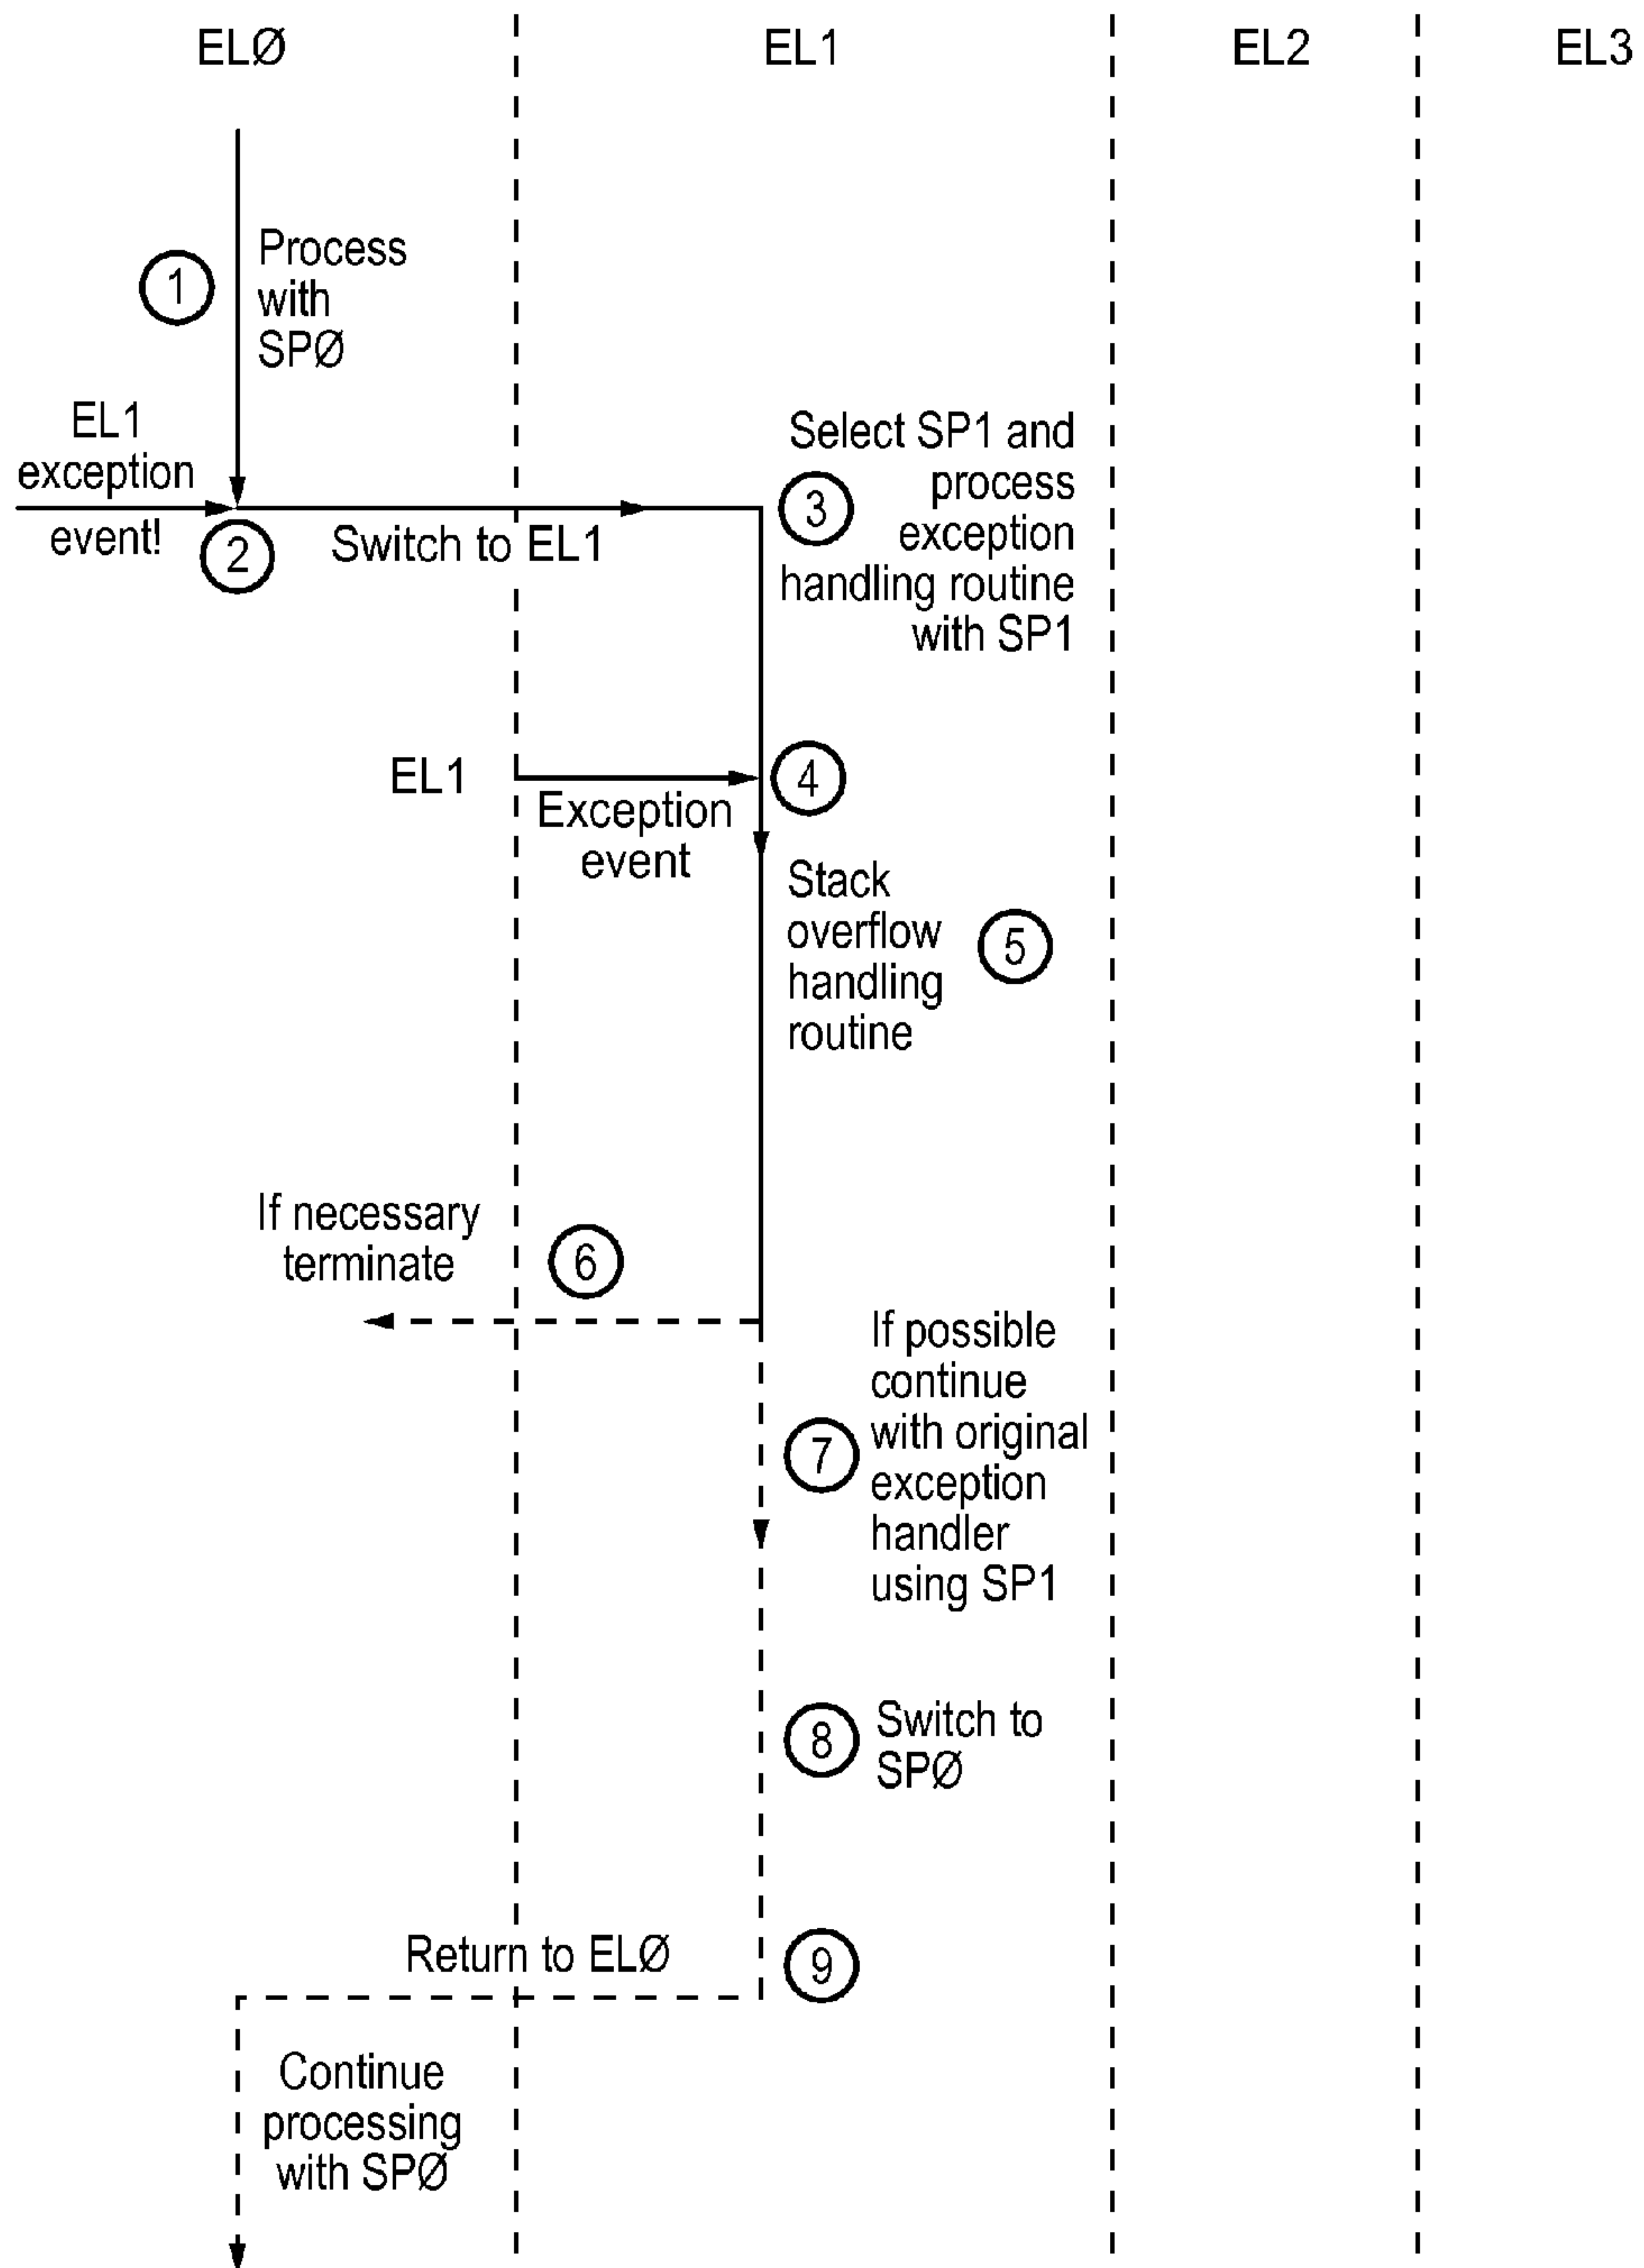 ELØ
EL1
EL2
EL3
1
Process
with
SPØ
EL1
exception
event!
2
Switch to EL1
3
Select SP1 and
process
exception
handling routine
with SP1
EL1
Exception
event
4
Stack
overflow
handling
routine
5
If necessary
terminate
6
If possible
continue
with original
exception
handler
using SP1
7
8
Switch to
SPØ
Return to ELØ
9
Continue
processing
with SPØ